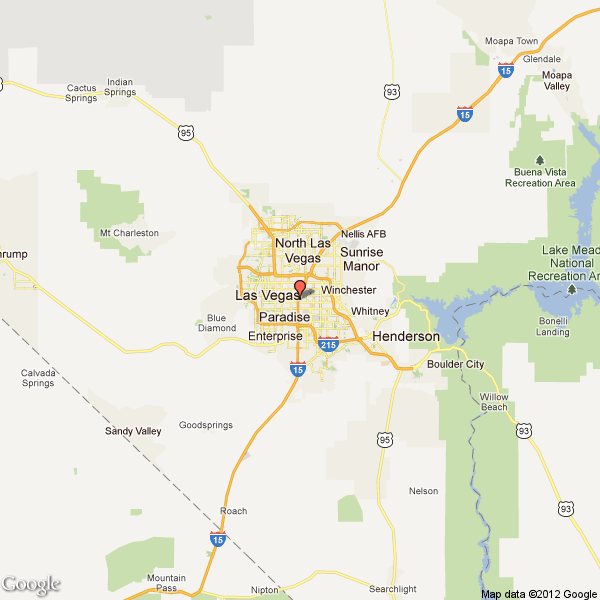 Moapa Town
Glendale
15
Moapa
Valley
Cactus
Springs
Indian
Springs
93
15
95
Buena Vista
Recreation Area
Mt Charleston
Nellis AFB
North Las
Vegas
Sunrise
Manor
Lake Mead
National
Recreation Are
hrump
Las Vegas
Winchester
Whitney
Blue
Diamond
Paradise
Enterprise
215
Henderson
Bonelli
Landing
15
Boulder City
Calvada
Springs
Willow
Beach
Sandy Valley
Goodsprings
93
95
Nelson
93
Roach
15
Mountain
Pass
Nipton
Searchlight
Google
Map data ©2012 Google